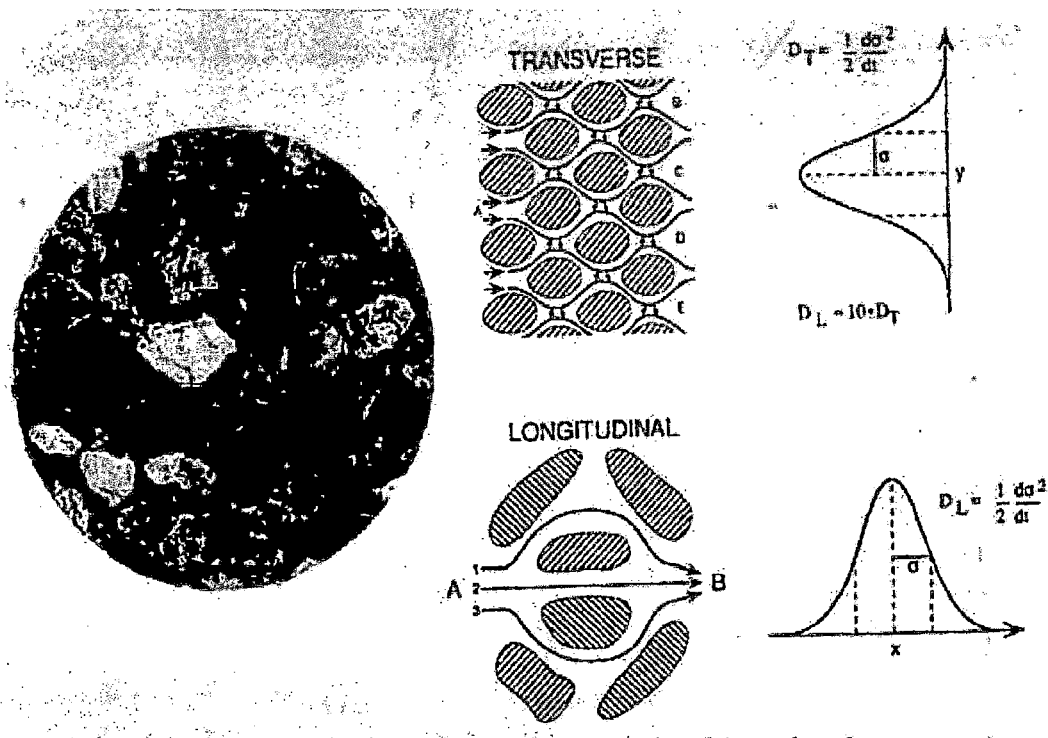 TRANSVERSE
B
C
A
D
E
D_T = 1/2 dσ²/dt
σ
y
D_L ≈ 10•D_T
LONGITUDINAL
1
A 2 B
3
D_L = 1/2 dσ²/dt
σ
x